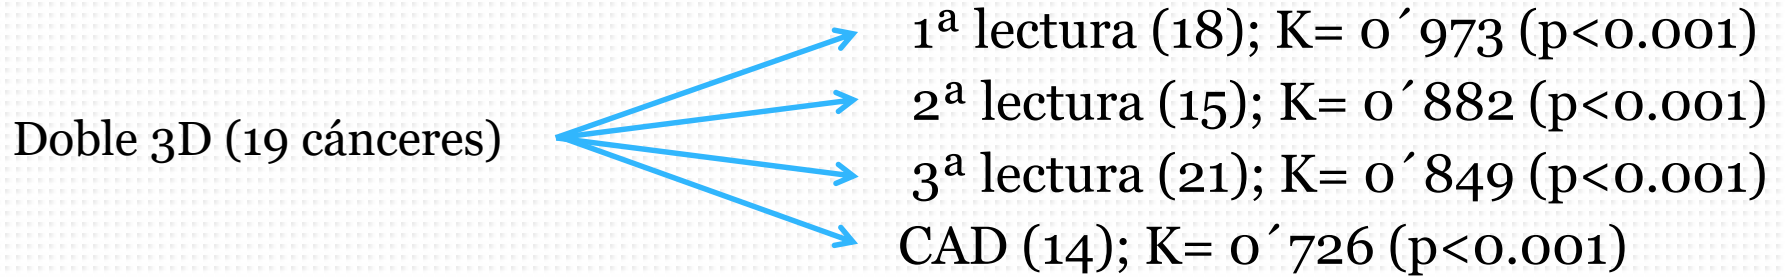 Doble 3D (19 cánceres)
1ª lectura (18); K= 0´973 (p<0.001)
2ª lectura (15); K= 0´882 (p<0.001)
3ª lectura (21); K= 0´849 (p<0.001)
CAD (14); K= 0´726 (p<0.001)